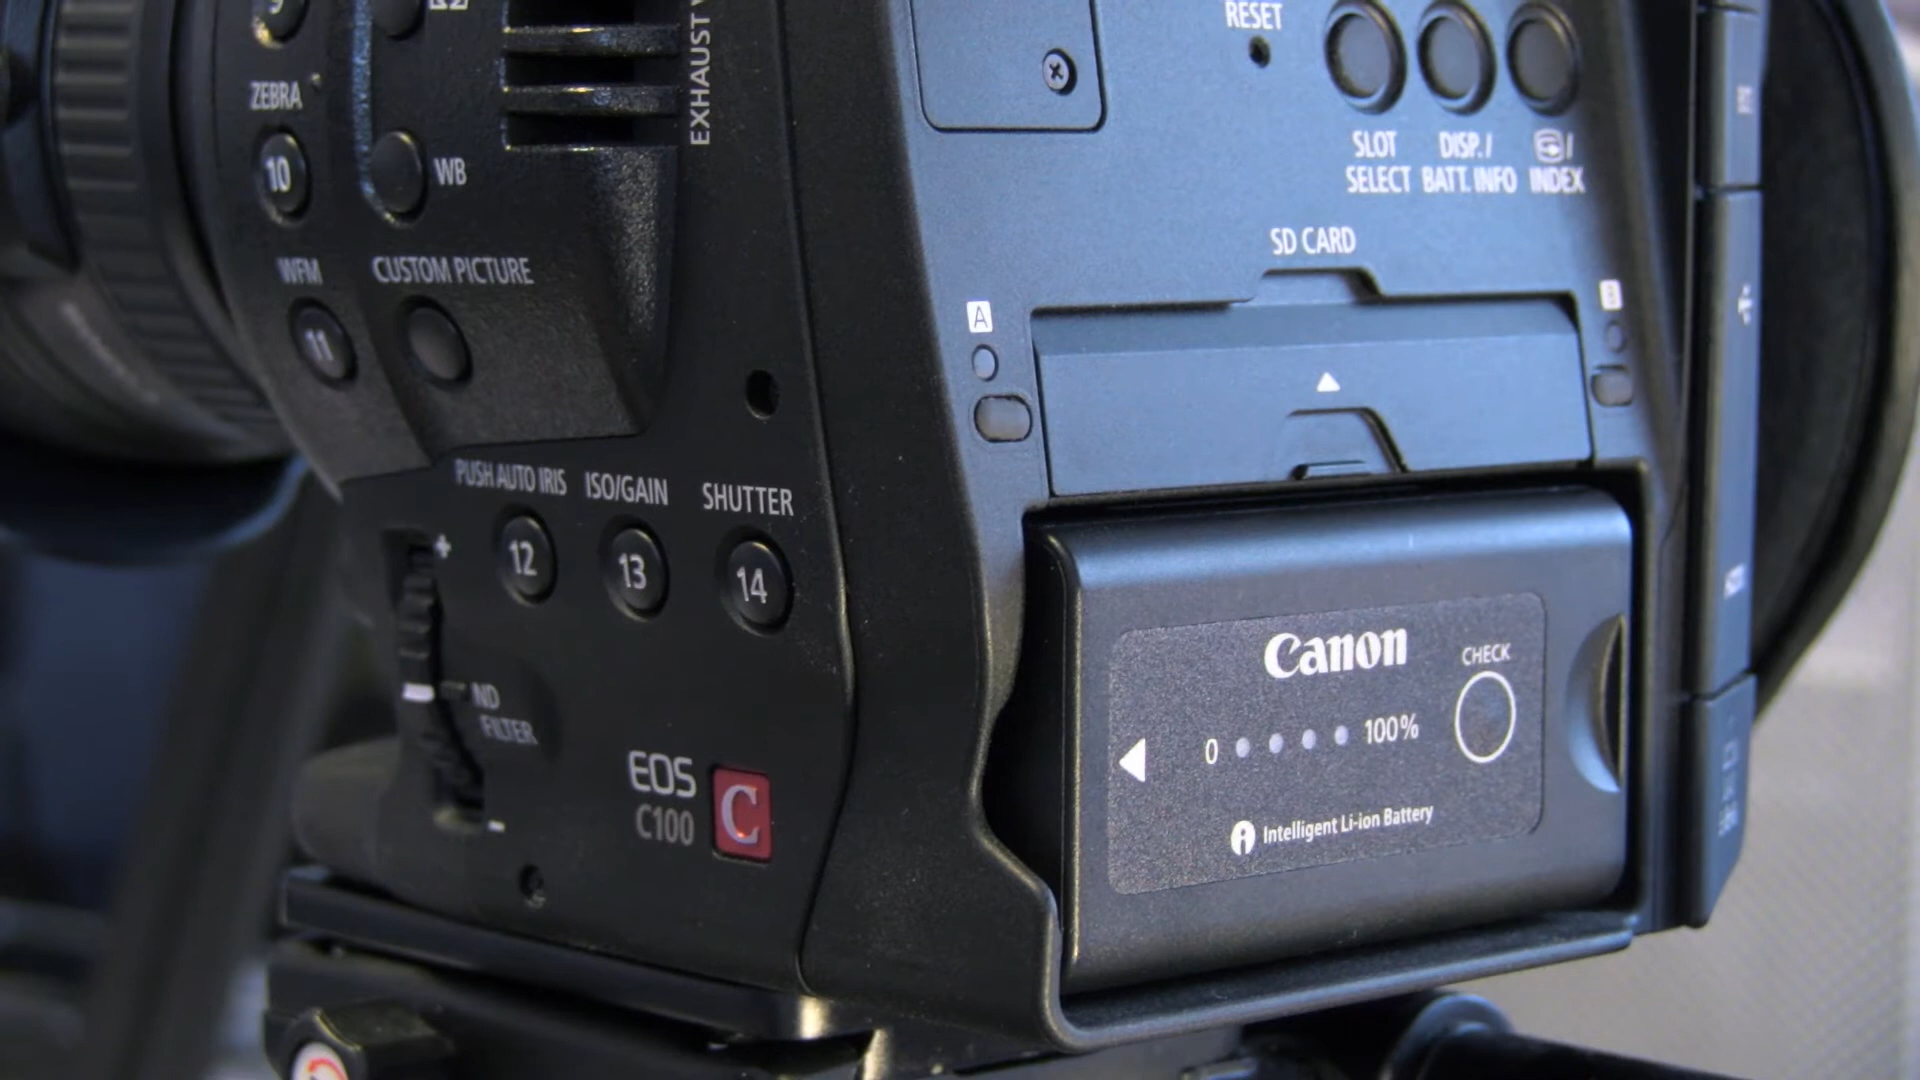 9
ZEBRA
10
WB
WFM
11
CUSTOM PICTURE
EXHAUST
PUSH AUTO IRIS
12
ISO/GAIN
13
SHUTTER
14
+
ND
FILTER
-
EOS
C100
C
RESET
SLOT
SELECT
DISP./
BATT. INFO
/
INDEX
SD CARD
A
B
Canon
CHECK
0
100%
Intelligent Li-ion Battery